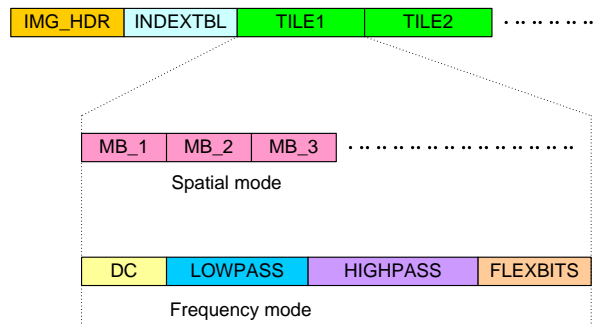 IMG_HDR INDEXTBL TILE1 TILE2
MB_1 MB_2 MB_3
Spatial mode
DC LOWPASS HIGHPASS FLEXBITS
Frequency mode